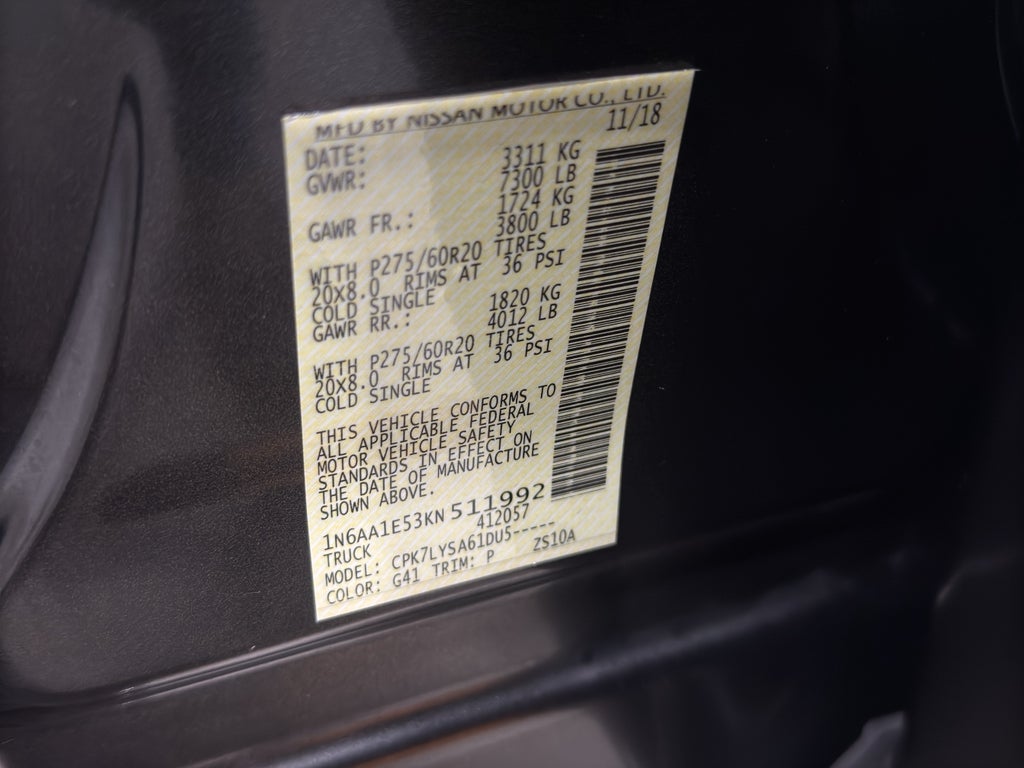 MFD BY NISSAN MOTOR CO., LTD.
DATE: 11/18
GVWR: 3311 KG
7300 LB
GAWR FR.: 1724 KG
3800 LB
WITH P275/60R20 TIRES
20X8.0 RIMS AT 36 PSI
COLD SINGLE
GAWR RR.: 1820 KG
4012 LB
WITH P275/60R20 TIRES
20X8.0 RIMS AT 36 PSI
COLD SINGLE
THIS VEHICLE CONFORMS TO
ALL APPLICABLE FEDERAL
MOTOR VEHICLE SAFETY
STANDARDS IN EFFECT ON
THE DATE OF MANUFACTURE
SHOWN ABOVE.
1N6AA1E53KN511992
TRUCK 412057
MODEL: CPK7LYSA61DU5-----
COLOR: G41 TRIM: P ZS10A